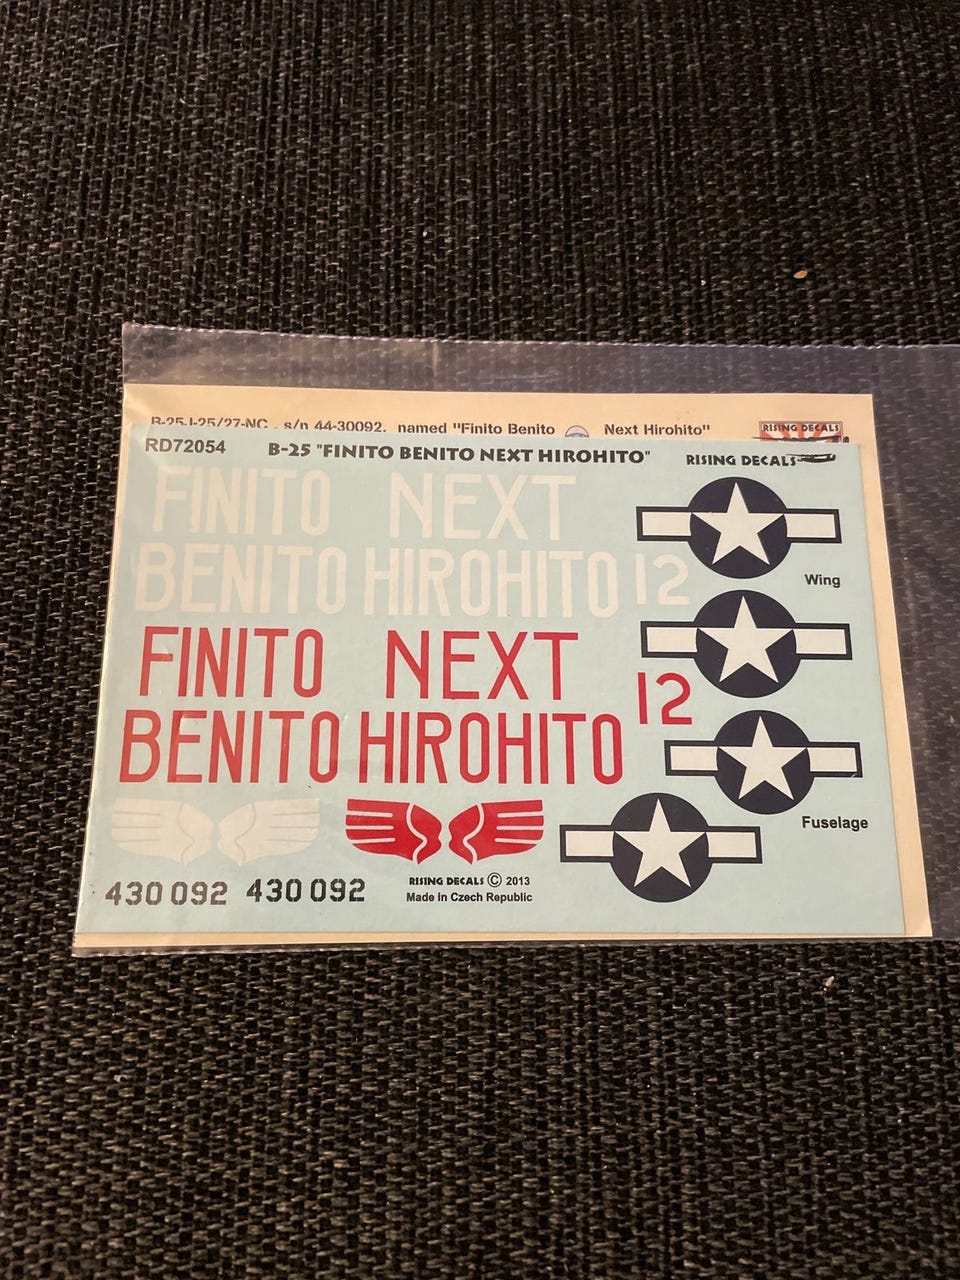 B-25J-25/27-NC , s/n 44-30092, named "Finito Benito Next Hirohito"
RISING DECALS
RD72054
B-25 "FINITO BENITO NEXT HIROHITO"
RISING DECALS
FINITO NEXT
BENITO HIROHITO 12
Wing
FINITO NEXT
12
BENITO HIROHITO
Fuselage
430 092 430 092
RISING DECALS © 2013
Made in Czech Republic